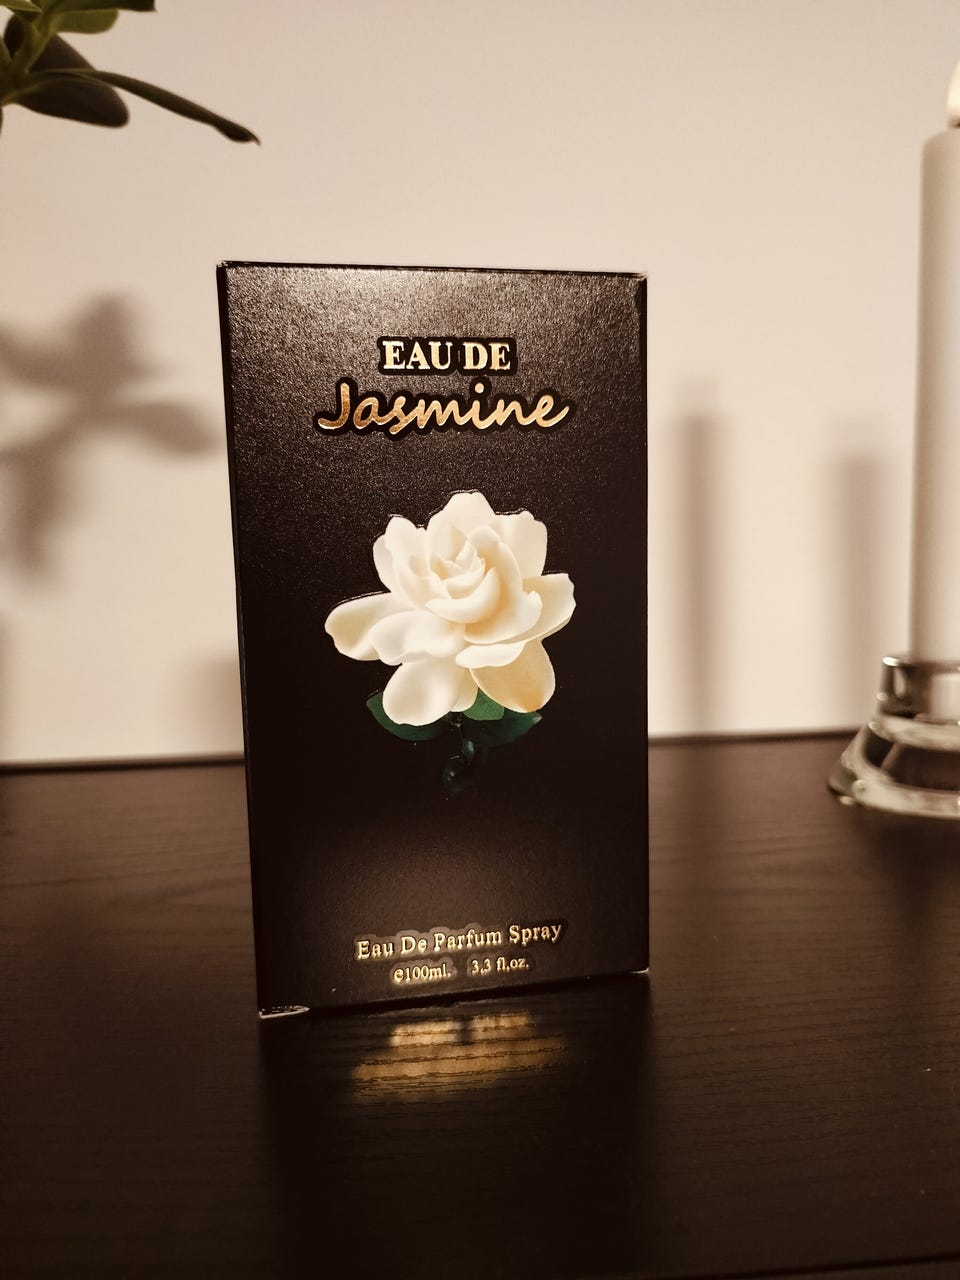 EAU DE
Jasmine
Eau De Parfum Spray
℮100ml. 3,3 fl,oz.